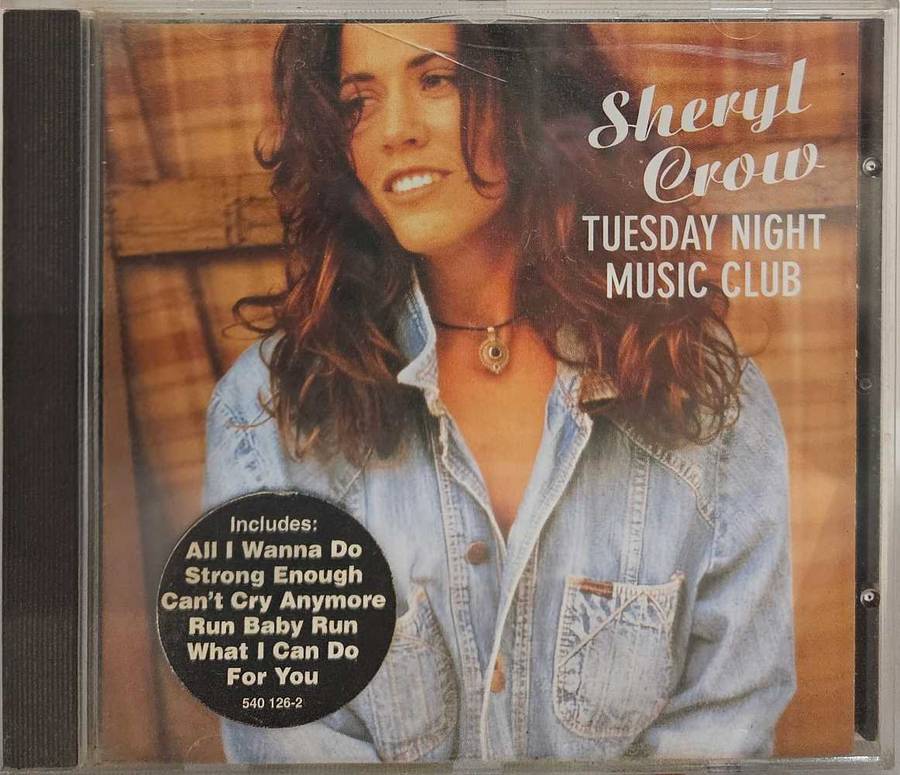 Sheryl
Crow
TUESDAY NIGHT
MUSIC CLUB
Includes:
All I Wanna Do
Strong Enough
Can't Cry Anymore
Run Baby Run
What I Can Do
For You
540 126-2